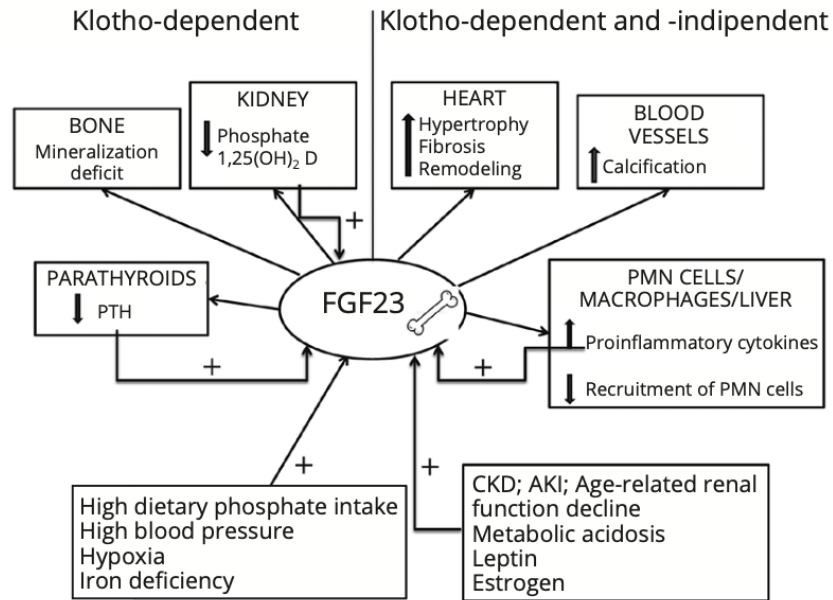 Klotho-dependent
Klotho-dependent and -indipendent
BONE
Mineralization
deficit
KIDNEY
Phosphate
1,25(OH)₂ D
HEART
Hypertrophy
Fibrosis
Remodeling
BLOOD
VESSELS
Calcification
+
PARATHYROIDS
PTH
FGF23
PMN CELLS/
MACROPHAGES/LIVER
Proinflammatory cytokines
Recruitment of PMN cells
+
+
+
+
High dietary phosphate intake
High blood pressure
Hypoxia
Iron deficiency
CKD; AKI; Age-related renal
function decline
Metabolic acidosis
Leptin
Estrogen